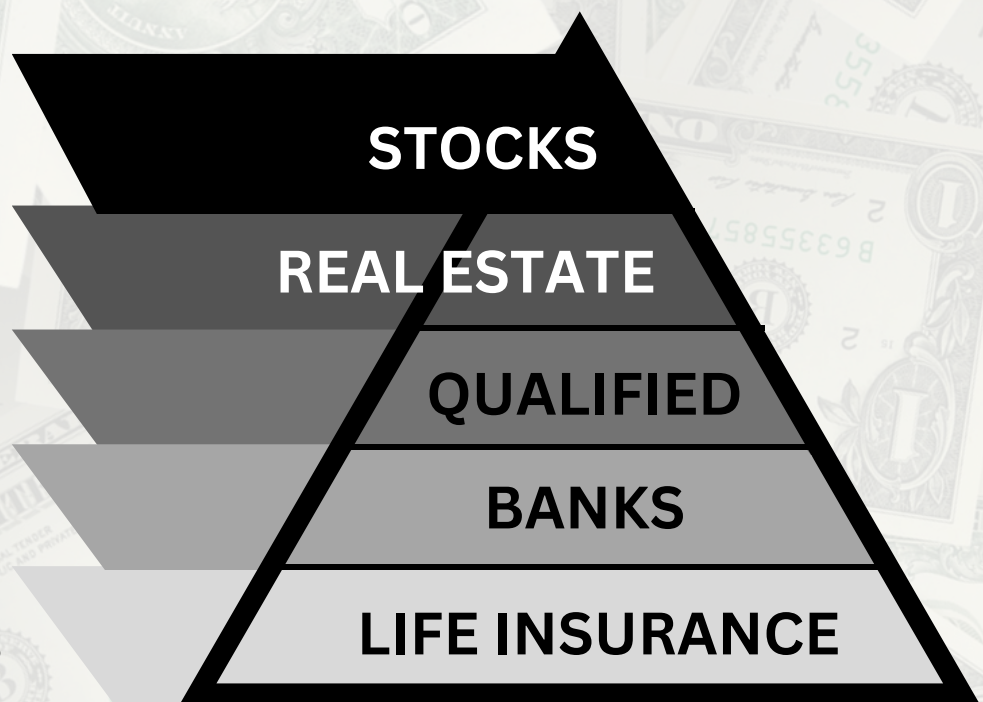 STOCKS
REAL ESTATE
QUALIFIED
BANKS
LIFE INSURANCE